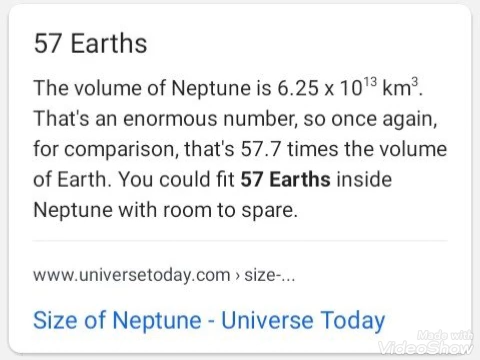 57 Earths
The volume of Neptune is 6.25 x 10¹³ km³.
That's an enormous number, so once again,
for comparison, that's 57.7 times the volume
of Earth. You could fit 57 Earths inside
Neptune with room to spare.
www.universetoday.com › size-...
Size of Neptune - Universe Today
Made with
VideoShow